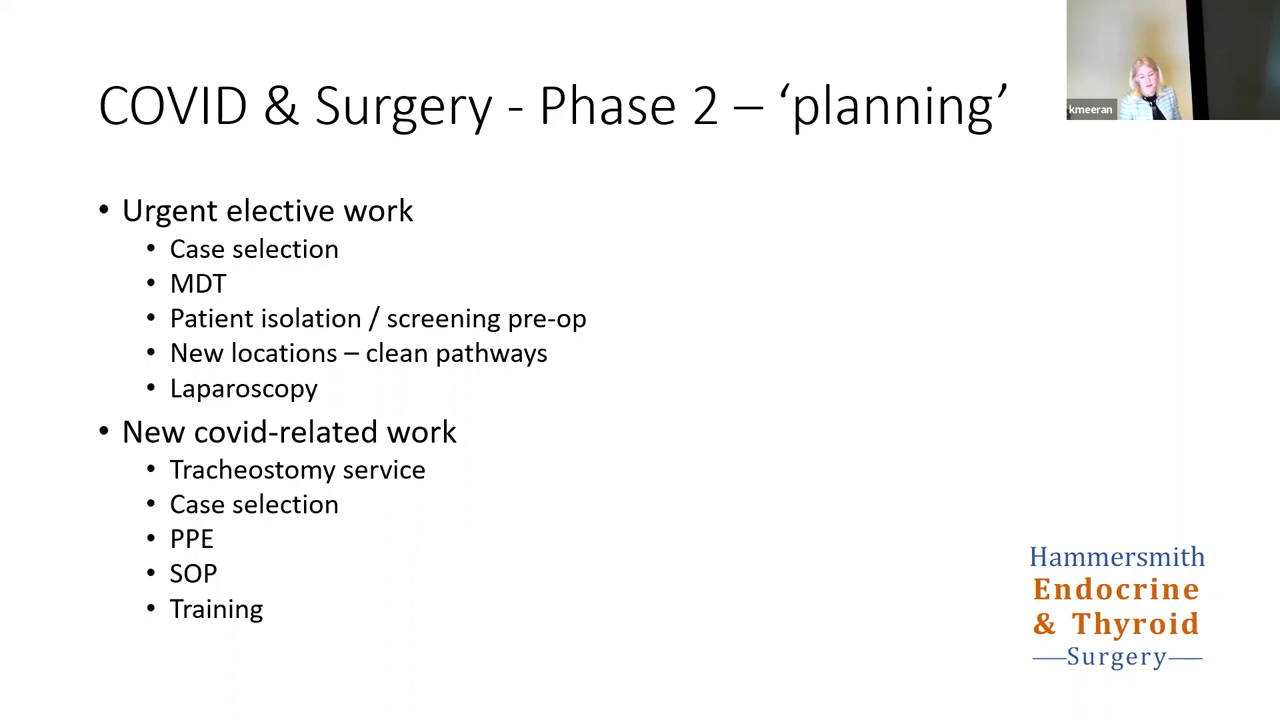 COVID & Surgery - Phase 2 – ‘planning’
kmeeran
• Urgent elective work
• Case selection
• MDT
• Patient isolation / screening pre-op
• New locations – clean pathways
• Laparoscopy
• New covid-related work
• Tracheostomy service
• Case selection
• PPE
• SOP
• Training
Hammersmith
Endocrine
& Thyroid
Surgery